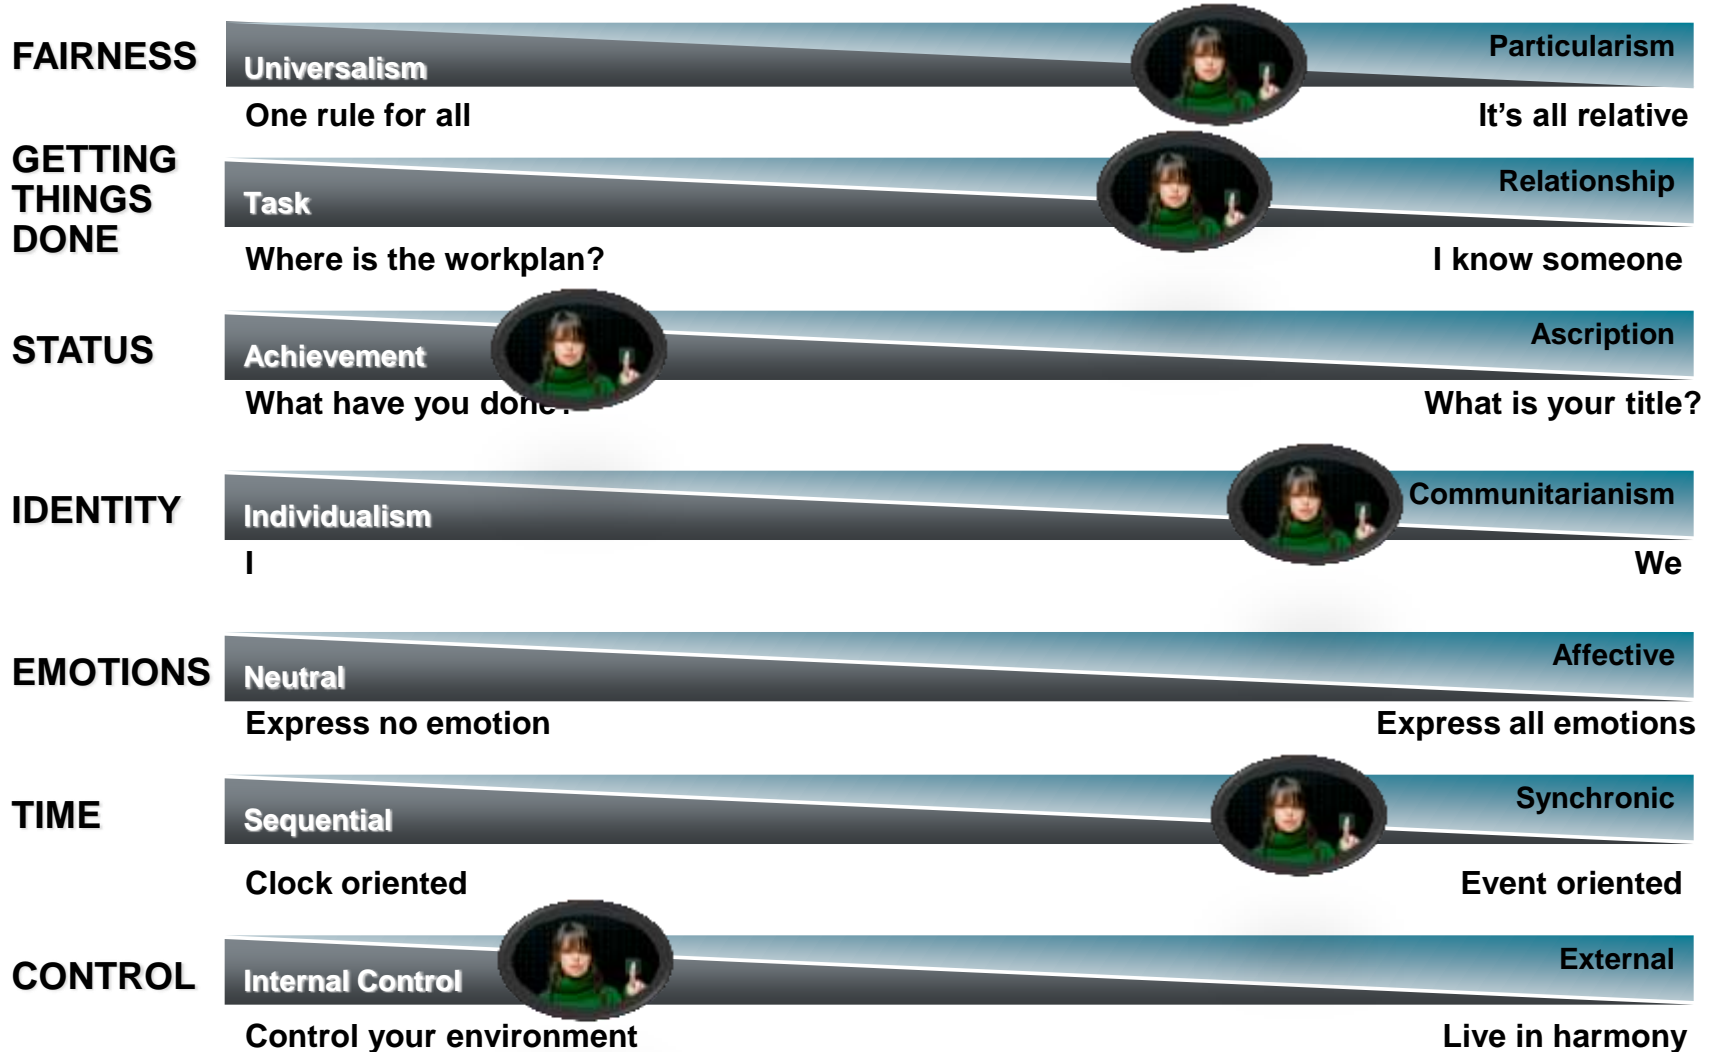 FAIRNESS
Universalism
Particularism
One rule for all
It's all relative
GETTING
THINGS
DONE
Task
Relationship
Where is the workplan?
I know someone
STATUS
Achievement
Ascription
What have you done?
What is your title?
IDENTITY
Individualism
Communitarianism
I
We
EMOTIONS
Neutral
Affective
Express no emotion
Express all emotions
TIME
Sequential
Synchronic
Clock oriented
Event oriented
CONTROL
Internal Control
External
Control your environment
Live in harmony